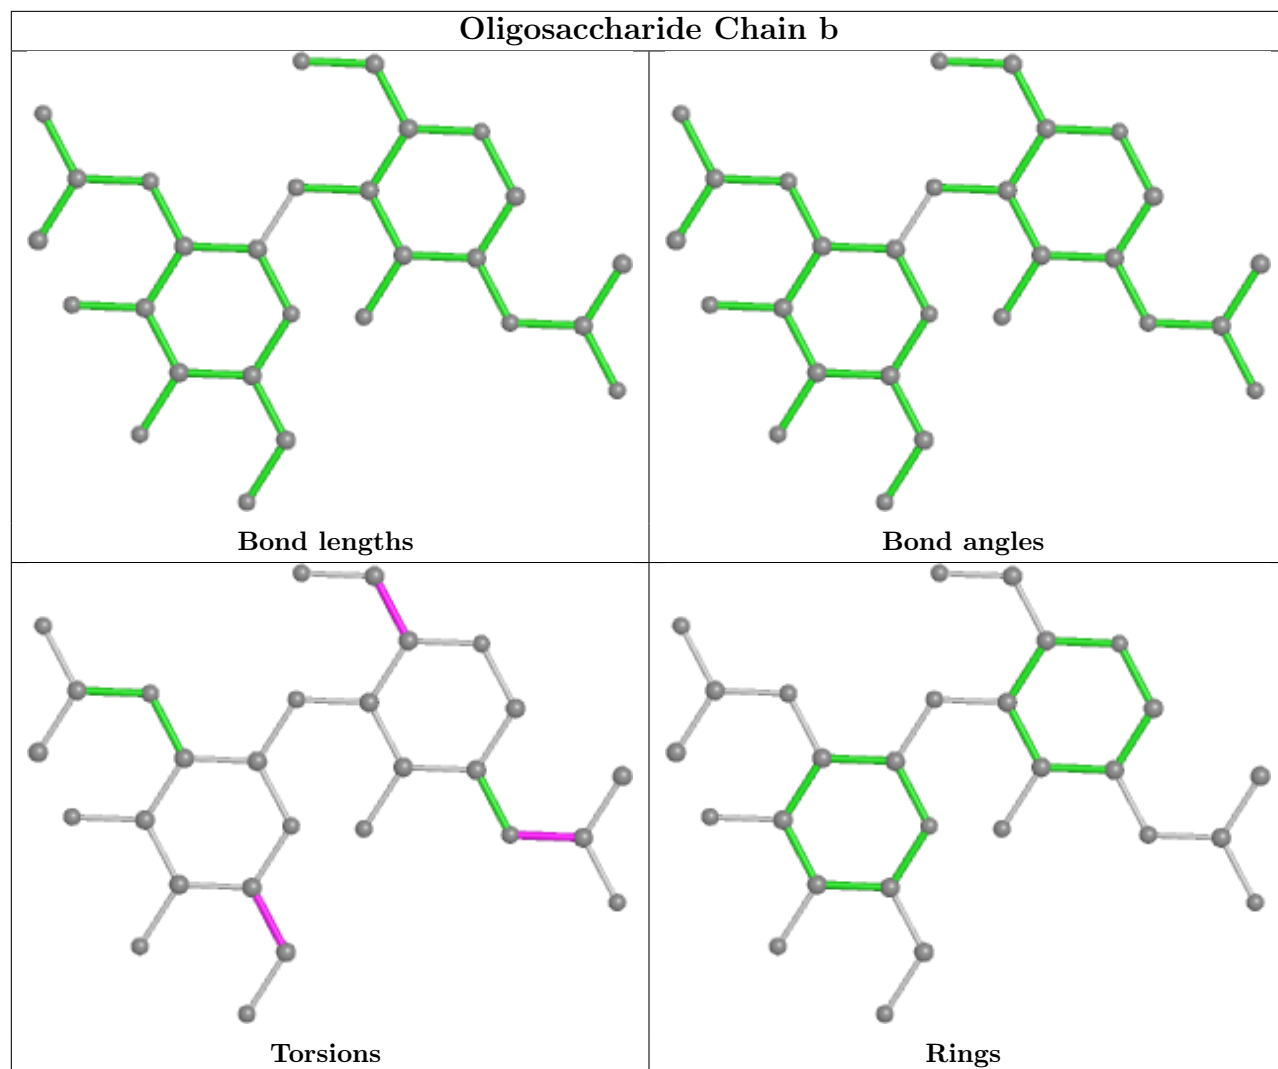 Oligosaccharide Chain b
Bond lengths
Bond angles
Torsions
Rings